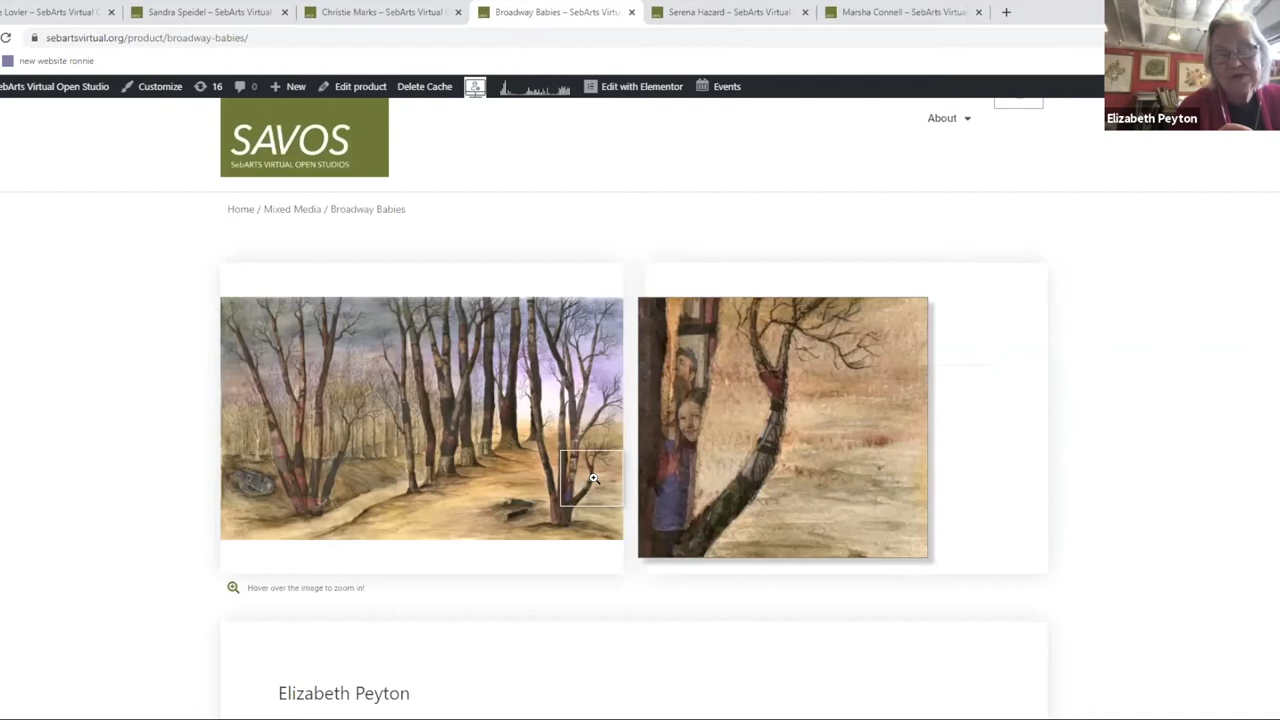 e Lovler – SebArts Virtual C
Sandra Speidel – SebArts Virtual
Christie Marks – SebArts Virtual
Broadway Babies – SebArts Virtu
Serena Hazard – SebArts Virtual
Marsha Connell – SebArts Virtual
sebartsvirtual.org/product/broadway-babies/
new website ronnie
ebArts Virtual Open Studio
Customize
16
0
New
Edit product
Delete Cache
Edit with Elementor
Events
SAVOS
SebARTS VIRTUAL OPEN STUDIOS
About
Elizabeth Peyton
Home / Mixed Media / Broadway Babies
Hover over the image to zoom in!
Elizabeth Peyton